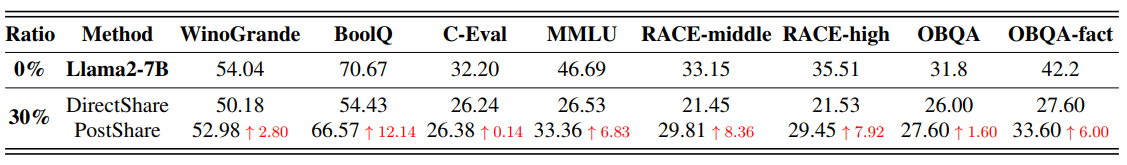 Ratio Method WinoGrande BoolQ C-Eval MMLU RACE-middle RACE-high OBQA OBQA-fact
0% Llama2-7B 54.04 70.67 32.20 46.69 33.15 35.51 31.8 42.2
30% DirectShare 50.18 54.43 26.24 26.53 21.45 21.53 26.00 27.60
PostShare 52.98 ↑ 2.80 66.57 ↑ 12.14 26.38 ↑ 0.14 33.36 ↑ 6.83 29.81 ↑ 8.36 29.45 ↑ 7.92 27.60 ↑ 1.60 33.60 ↑ 6.00